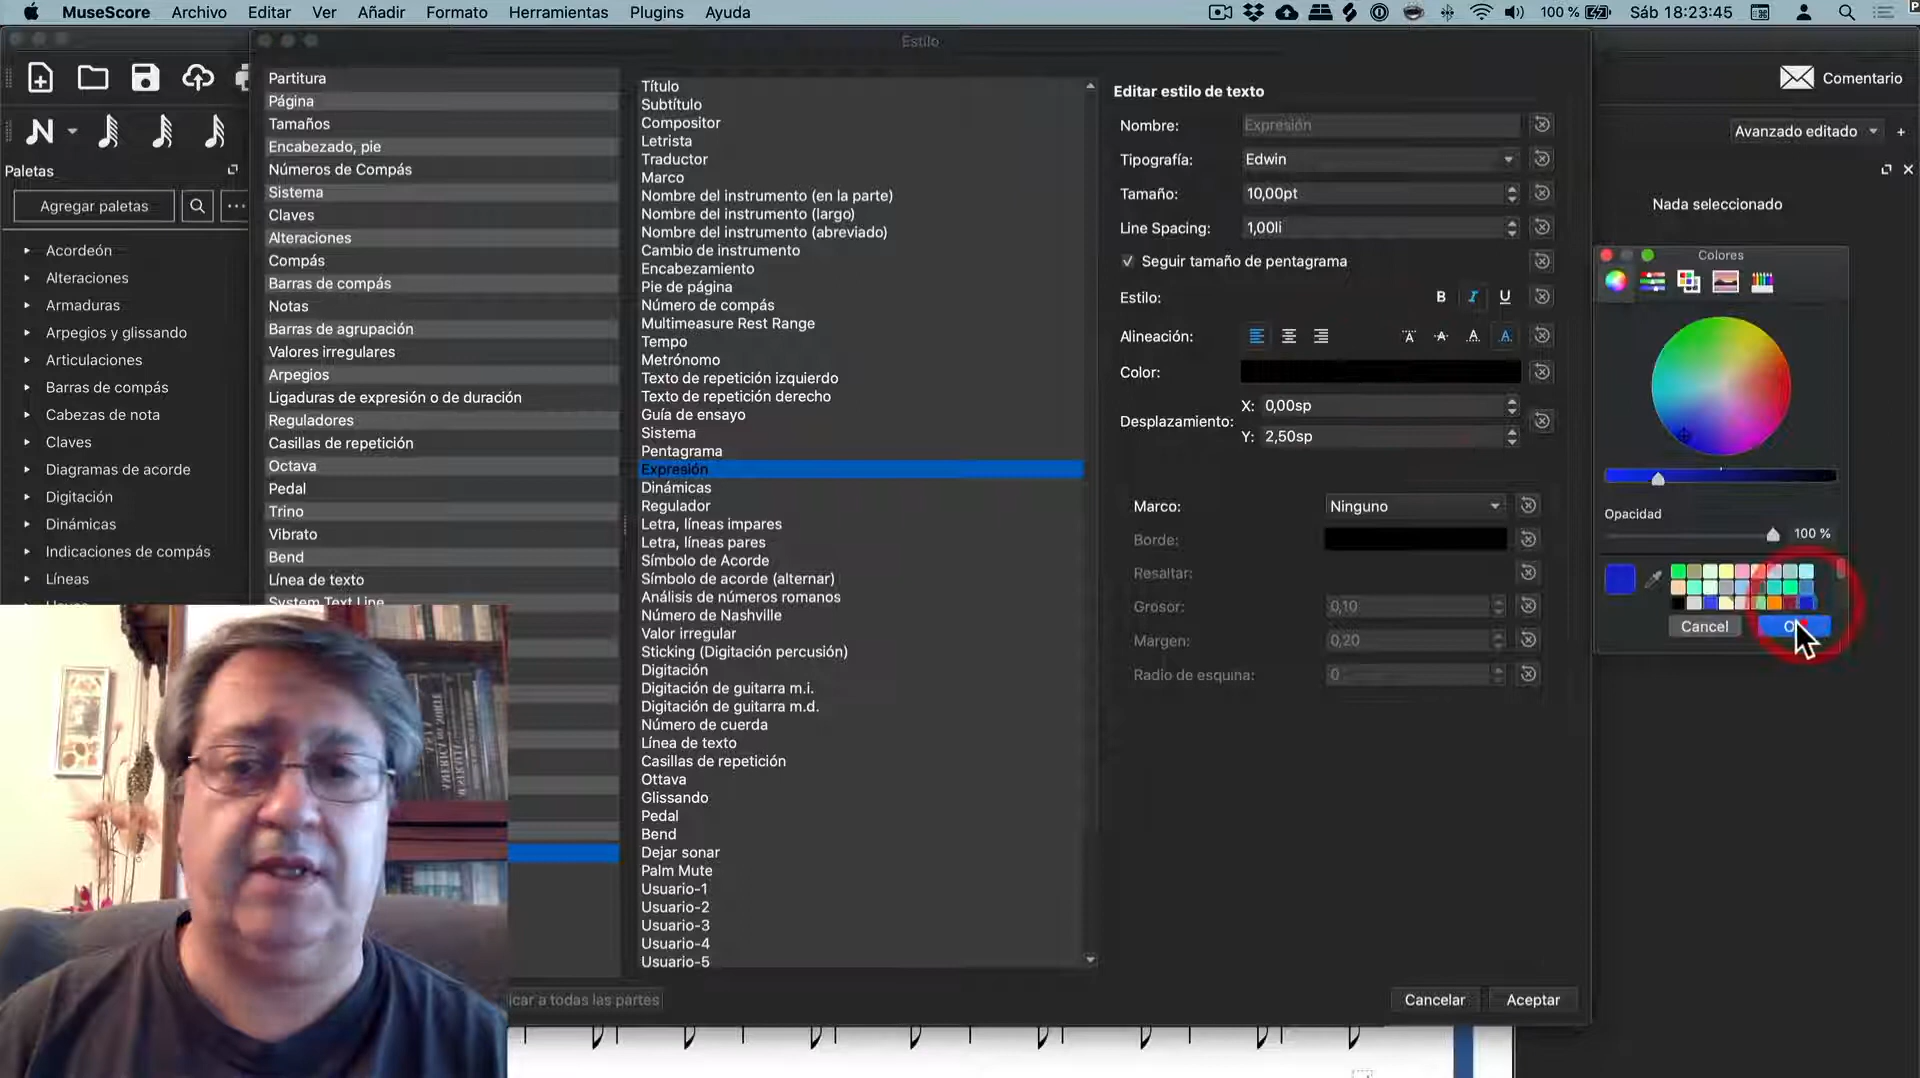 MuseScore Archivo Editar Ver Añadir Formato Herramientas Plugins Ayuda
100 % Sáb 18:23:45
Estilo
Comentario
Avanzado editado
Paletas
Agregar paletas
Nada seleccionado
Acordeón
Alteraciones
Armaduras
Arpegios y glissando
Articulaciones
Barras de compás
Cabezas de nota
Claves
Diagramas de acorde
Digitación
Dinámicas
Indicaciones de compás
Líneas
Partitura
Página
Tamaños
Encabezado, pie
Números de Compás
Sistema
Claves
Alteraciones
Compás
Barras de compás
Notas
Barras de agrupación
Valores irregulares
Arpegios
Ligaduras de expresión o de duración
Reguladores
Casillas de repetición
Octava
Pedal
Trino
Vibrato
Bend
Línea de texto
System Text Line
Título
Subtítulo
Compositor
Letrista
Traductor
Marco
Nombre del instrumento (en la parte)
Nombre del instrumento (largo)
Nombre del instrumento (abreviado)
Cambio de instrumento
Encabezamiento
Pie de página
Número de compás
Multimeasure Rest Range
Tempo
Metrónomo
Texto de repetición izquierdo
Texto de repetición derecho
Guía de ensayo
Sistema
Pentagrama
Expresión
Dinámicas
Regulador
Letra, líneas impares
Letra, líneas pares
Símbolo de Acorde
Símbolo de acorde (alternar)
Análisis de números romanos
Número de Nashville
Valor irregular
Sticking (Digitación percusión)
Digitación
Digitación de guitarra m.i.
Digitación de guitarra m.d.
Número de cuerda
Línea de texto
Casillas de repetición
Ottava
Glissando
Pedal
Bend
Dejar sonar
Palm Mute
Usuario-1
Usuario-2
Usuario-3
Usuario-4
Usuario-5
Editar estilo de texto
Nombre: Expresión
Tipografía: Edwin
Tamaño: 10,00pt
Line Spacing: 1,00li
Seguir tamaño de pentagrama
Estilo: B I U
Alineación:
Color:
Desplazamiento:
X: 0,00sp
Y: 2,50sp
Marco: Ninguno
Borde:
Resaltar:
Grosor: 0,10
Margen: 0,20
Radio de esquina: 0
Colores
Opacidad
100 %
Cancel
icar a todas las partes
Cancelar Aceptar